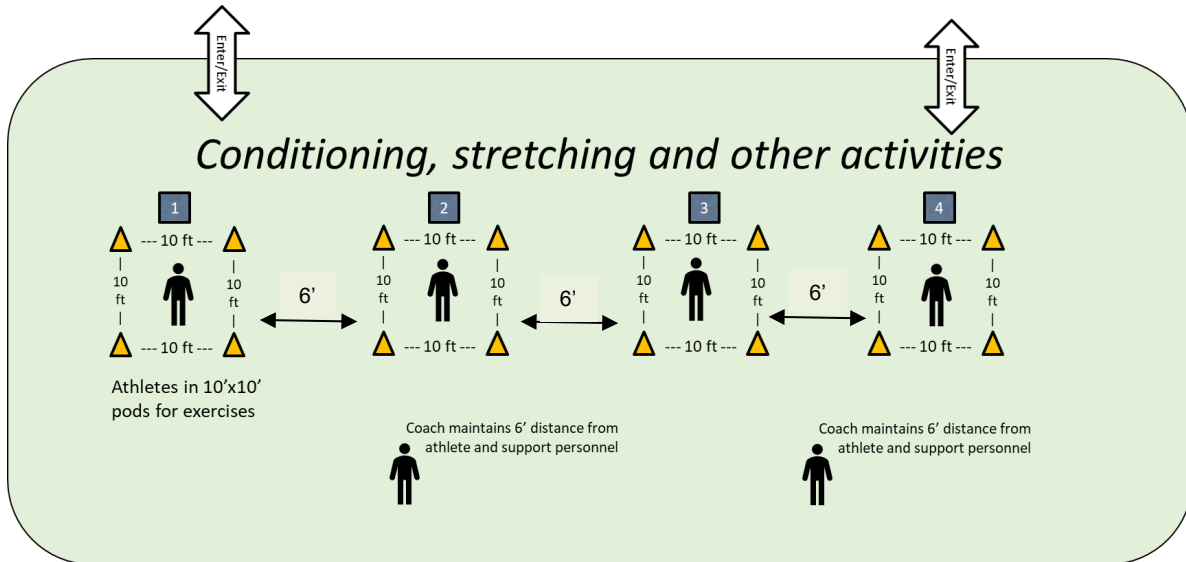 Enter/Exit
Enter/Exit
Conditioning, stretching and other activities
1
2
3
4
--- 10 ft ---
--- 10 ft ---
--- 10 ft ---
--- 10 ft ---
| 10 ft |
| 10 ft |
6’
| 10 ft |
| 10 ft |
6’
| 10 ft |
| 10 ft |
6’
| 10 ft |
| 10 ft |
--- 10 ft ---
--- 10 ft ---
--- 10 ft ---
--- 10 ft ---
Athletes in 10’x10’
pods for exercises
Coach maintains 6’ distance from
athlete and support personnel
Coach maintains 6’ distance from
athlete and support personnel